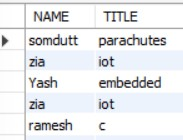 NAME TITLE
somdutt parachutes
zia iot
Yash embedded
zia iot
ramesh c